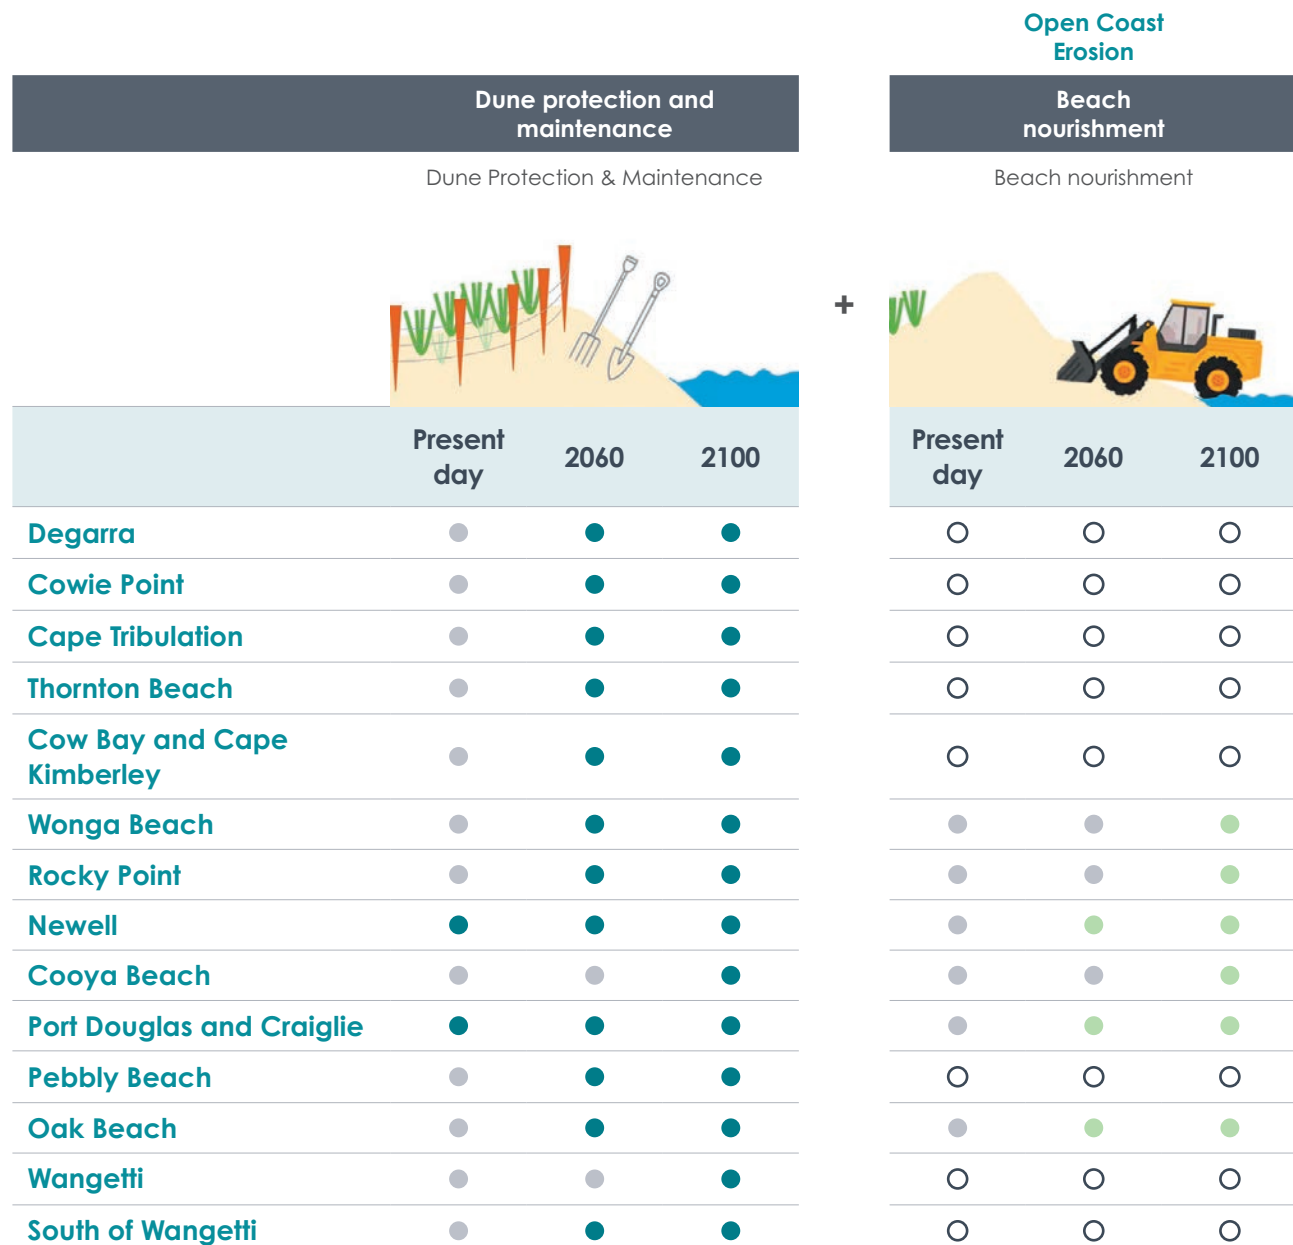 Open Coast
Erosion
Dune protection and
maintenance
Beach
nourishment
Dune Protection & Maintenance
Beach nourishment
+
Present
day
2060
2100
Present
day
2060
2100
Degarra
Cowie Point
Cape Tribulation
Thornton Beach
Cow Bay and Cape
Kimberley
Wonga Beach
Rocky Point
Newell
Cooya Beach
Port Douglas and Craiglie
Pebbly Beach
Oak Beach
Wangetti
South of Wangetti